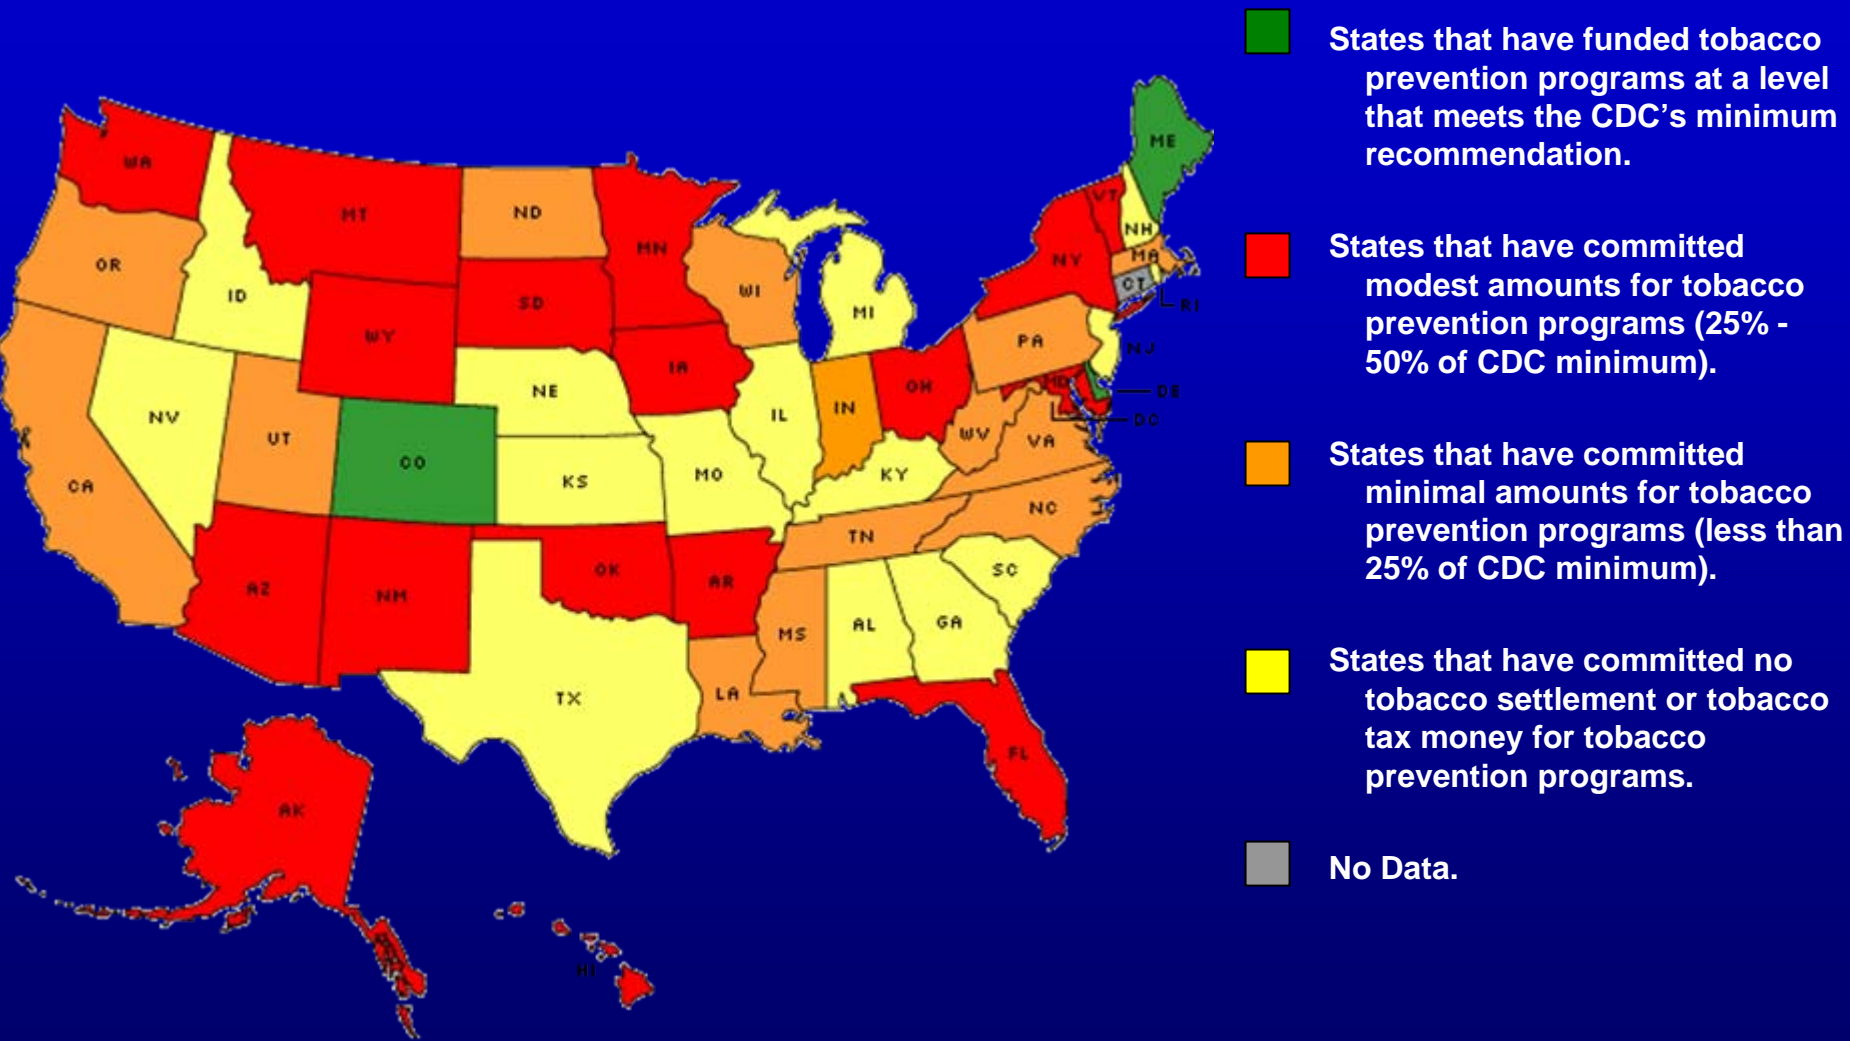 States that have funded tobacco
prevention programs at a level
that meets the CDC’s minimum
recommendation.
States that have committed
modest amounts for tobacco
prevention programs (25% -
50% of CDC minimum).
States that have committed
minimal amounts for tobacco
prevention programs (less than
25% of CDC minimum).
States that have committed no
tobacco settlement or tobacco
tax money for tobacco
prevention programs.
No Data.
WA
MT
ND
MN
ME
VT
NH
OR
ID
WY
SD
WI
MI
NY
MA
CT
RI
NV
UT
CO
NE
IA
IL
IN
OH
PA
NJ
MD
DE
DC
CA
KS
MO
KY
WV
VA
AZ
NM
OK
AR
TN
NC
SC
TX
LA
MS
AL
GA
FL
AK
HI